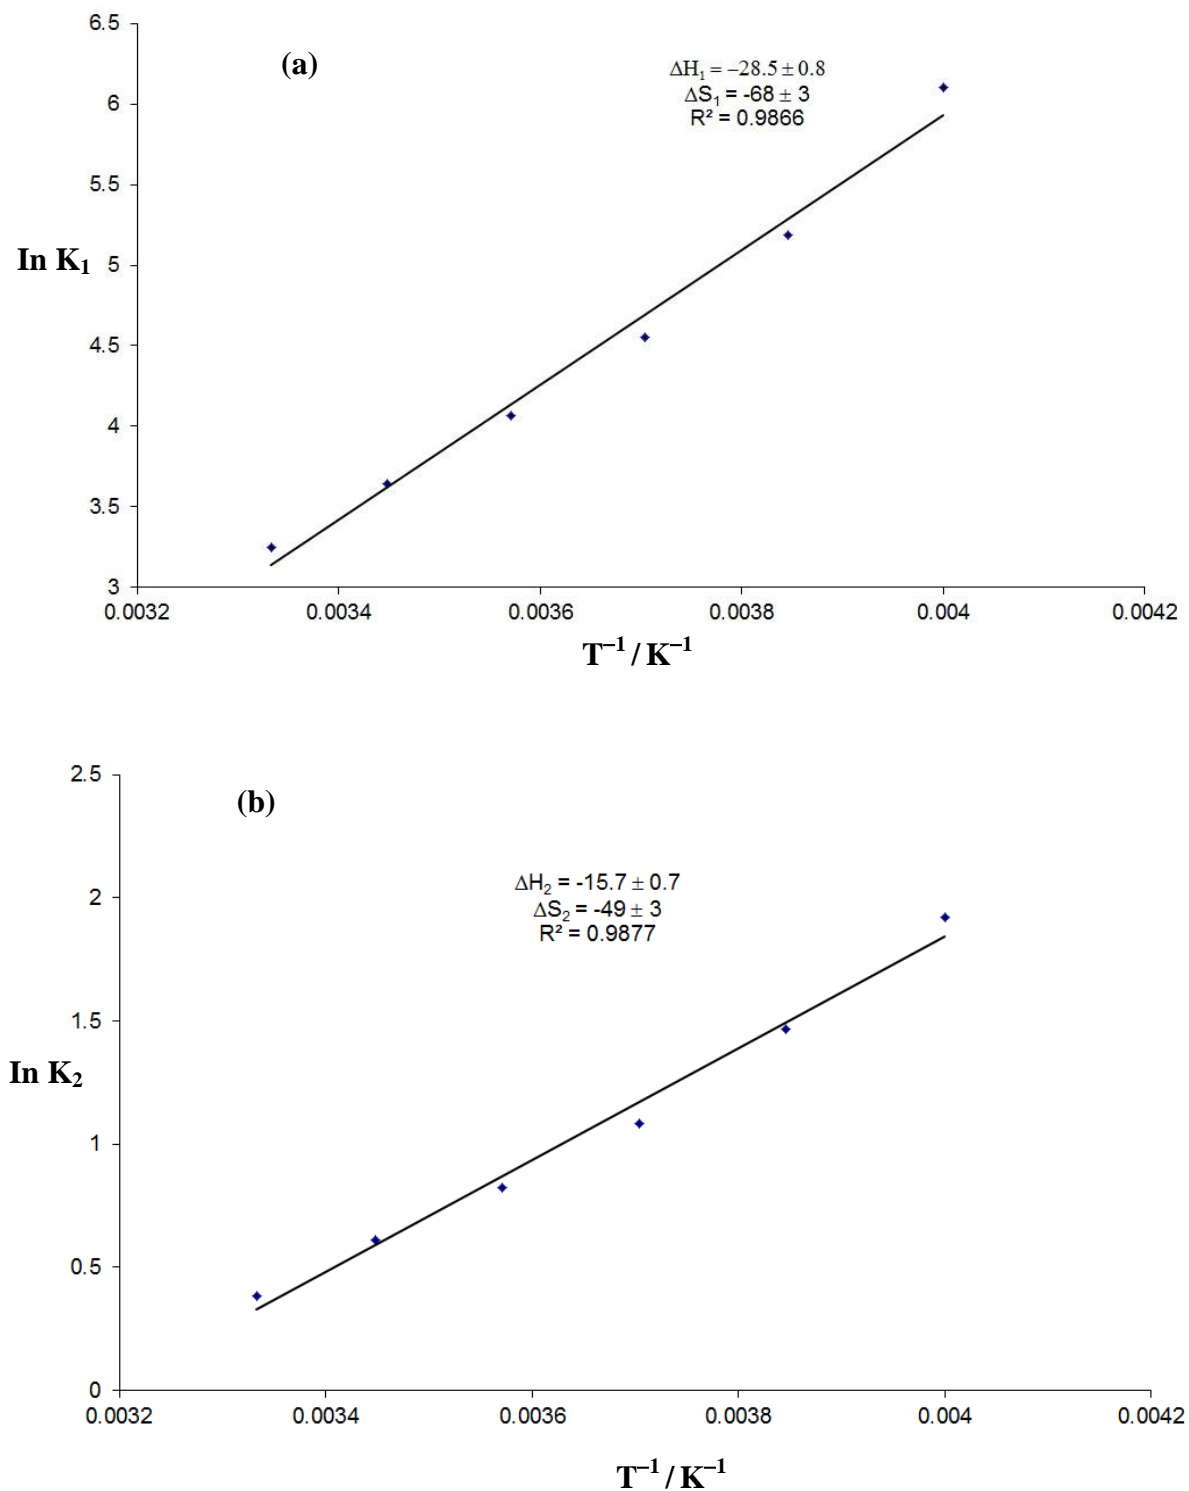 6.5
(a)
ΔH₁ = −28.5 ± 0.8
ΔS₁ = -68 ± 3
R² = 0.9866
6
5.5
In K₁
5
4.5
4
3.5
3
0.0032 0.0034 0.0036 0.0038 0.004 0.0042
T⁻¹ / K⁻¹
2.5
(b)
ΔH₂ = -15.7 ± 0.7
ΔS₂ = -49 ± 3
R² = 0.9877
2
1.5
In K₂
1
0.5
0
0.0032 0.0034 0.0036 0.0038 0.004 0.0042
T⁻¹ / K⁻¹